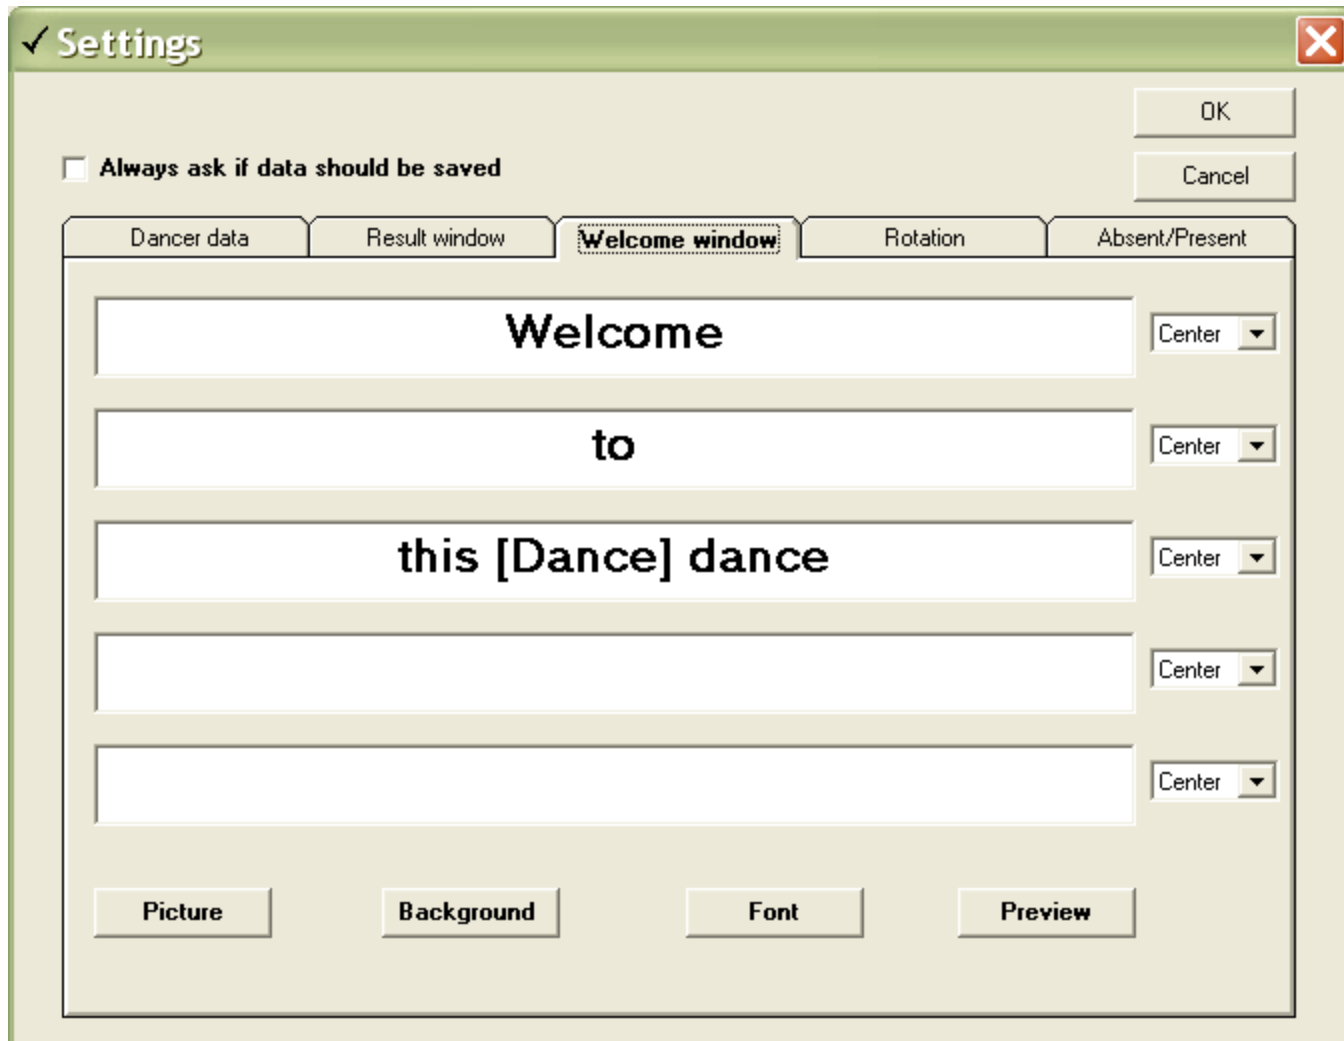 Settings
OK
Always ask if data should be saved
Cancel
Dancer data Result window Welcome window Rotation Absent/Present
Welcome Center
to Center
this [Dance] dance Center
Center
Center
Picture Background Font Preview